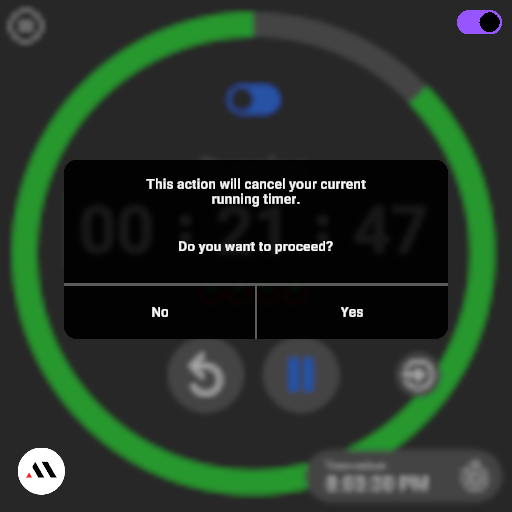 This action will cancel your current
running timer.
00 : 21 : 47
Do you want to proceed?
No
Yes
8:03:30 PM